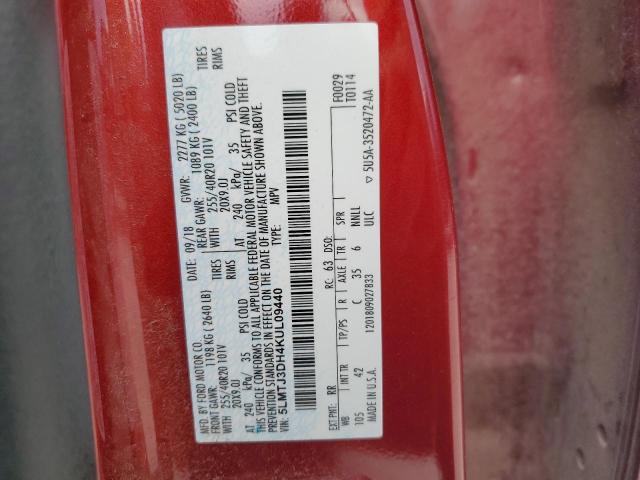 MFD. BY FORD MOTOR CO.
DATE: 09/18 GVWR: 2277 KG ( 5020 LB)
FRONT GAWR: 1198 KG ( 2640 LB) REAR GAWR: 1089 KG ( 2400 LB)
WITH 255/40R20 101V TIRES WITH 255/40R20 101V TIRES
20X9.0J RIMS 20X9.0J RIMS
AT 240 kPa/ 35 PSI COLD AT 240 kPa/ 35 PSI COLD
THIS VEHICLE CONFORMS TO ALL APPLICABLE FEDERAL MOTOR VEHICLE SAFETY AND THEFT
PREVENTION STANDARDS IN EFFECT ON THE DATE OF MANUFACTURE SHOWN ABOVE.
VIN: 5LMTJ3DH4KUL09440 TYPE: MPV
F0029
T0114
EXT PNT: RR RC: 63 DSO:
WB INT TR TP/PS R AXLE TR SPR
105 42 C 35 6 NNLL
ULC
MADE IN U.S.A. 1201809027833
5U5A-3520472-AA